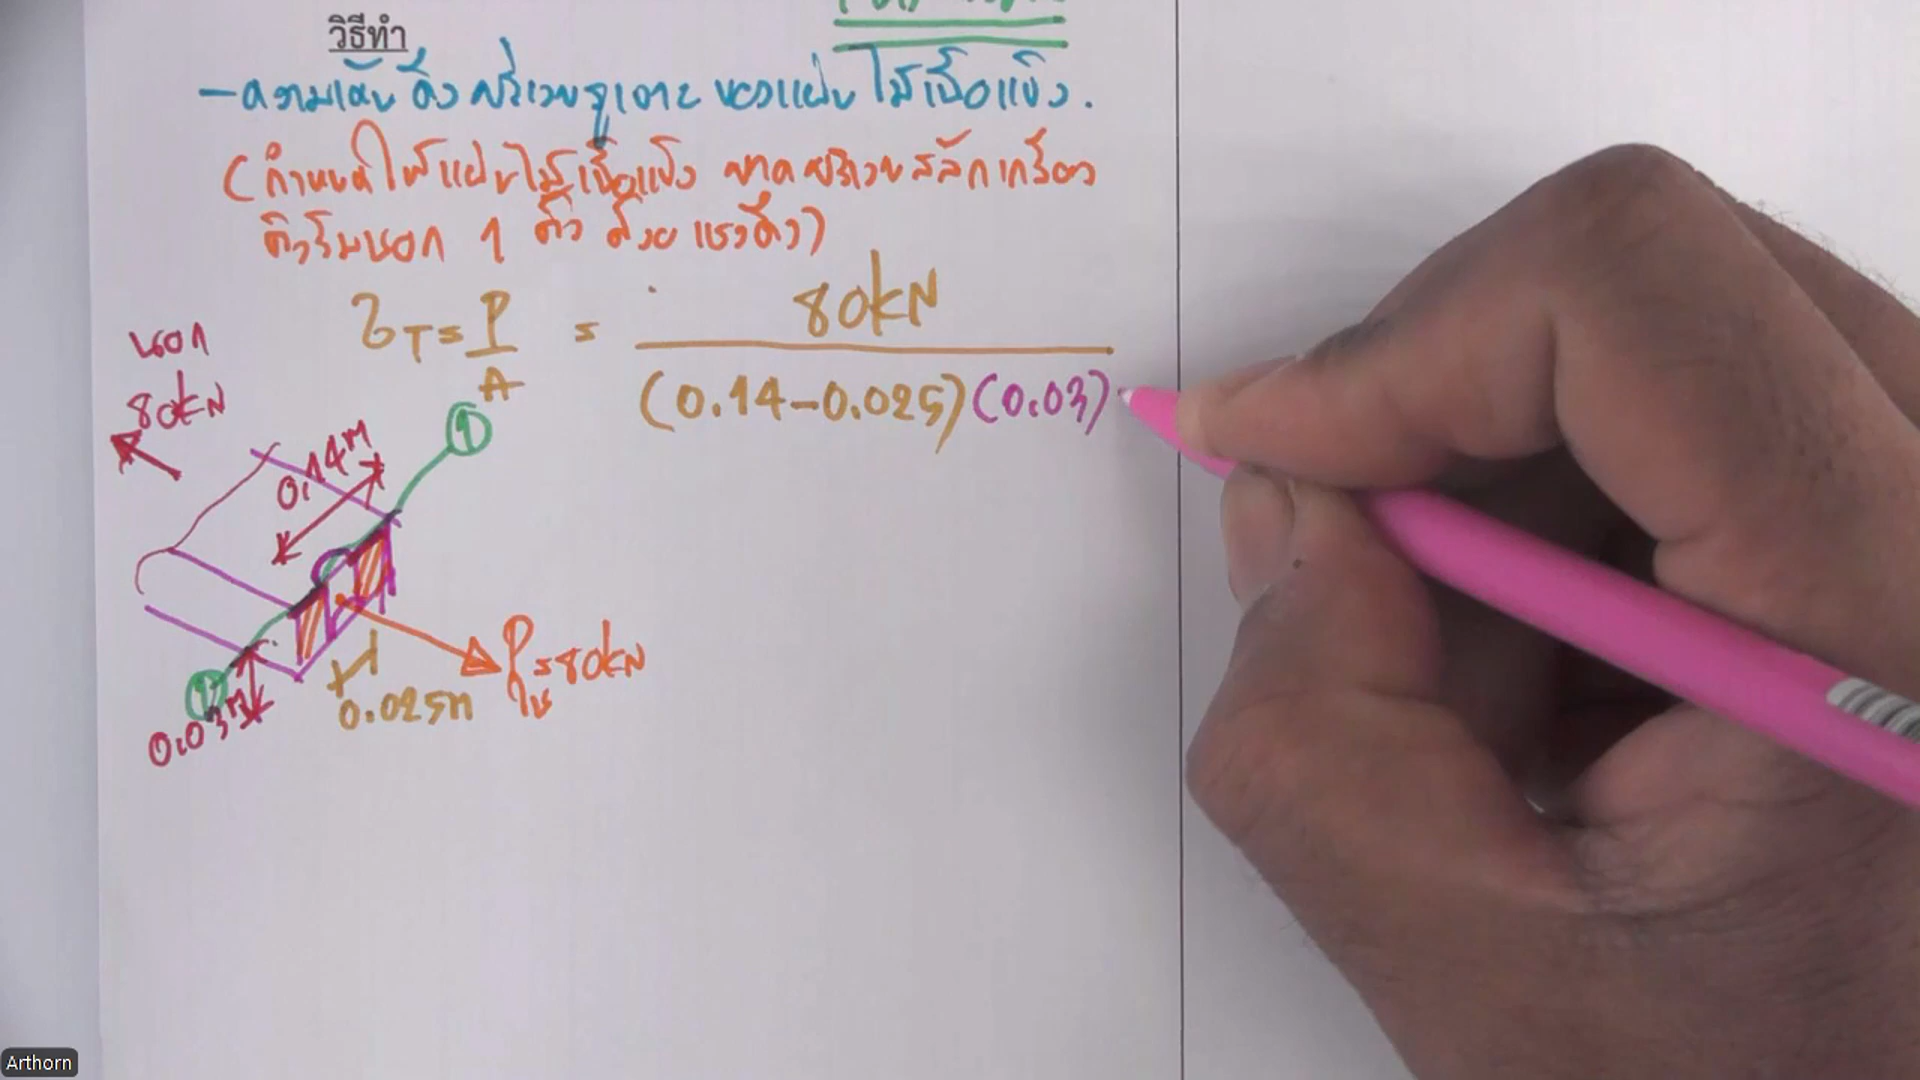 วิธีทำ
-ความเค้น ดึง บริเวณรูเจาะ ของแผ่น ไม้เนื้อแข็ง.
(กำหนดให้แผ่นไม้เนื้อแข็ง ขาด บริเวณ สลักเกลียว
ตัวริมนอก 1 ตัว ด้วย แรงดึง)
นอก
80kN
σT = P/A = 80kN / (0.14-0.025)(0.03)
1
0.14m
P=80kN
ใน
1
0.025m
0.03m
Arthorn